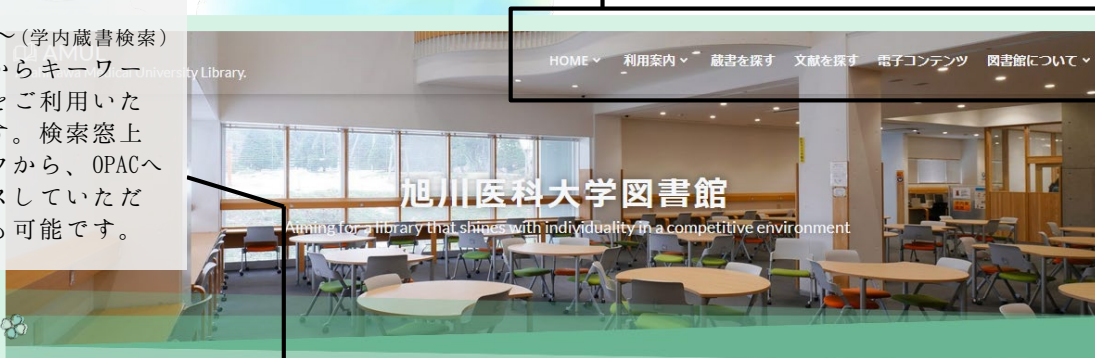 ～(学内蔵書検索)
らキーワー
をご利用いた
す。検索窓上
クから、OPACへ
スしていただ
も可能です。
AMU
Medical University Library.
HOME 利用案内 蔵書を探す 文献を探す 電子コンテンツ 図書館について
旭川医科大学図書館
Aiming for a library that shines with individuality in a competitive environment